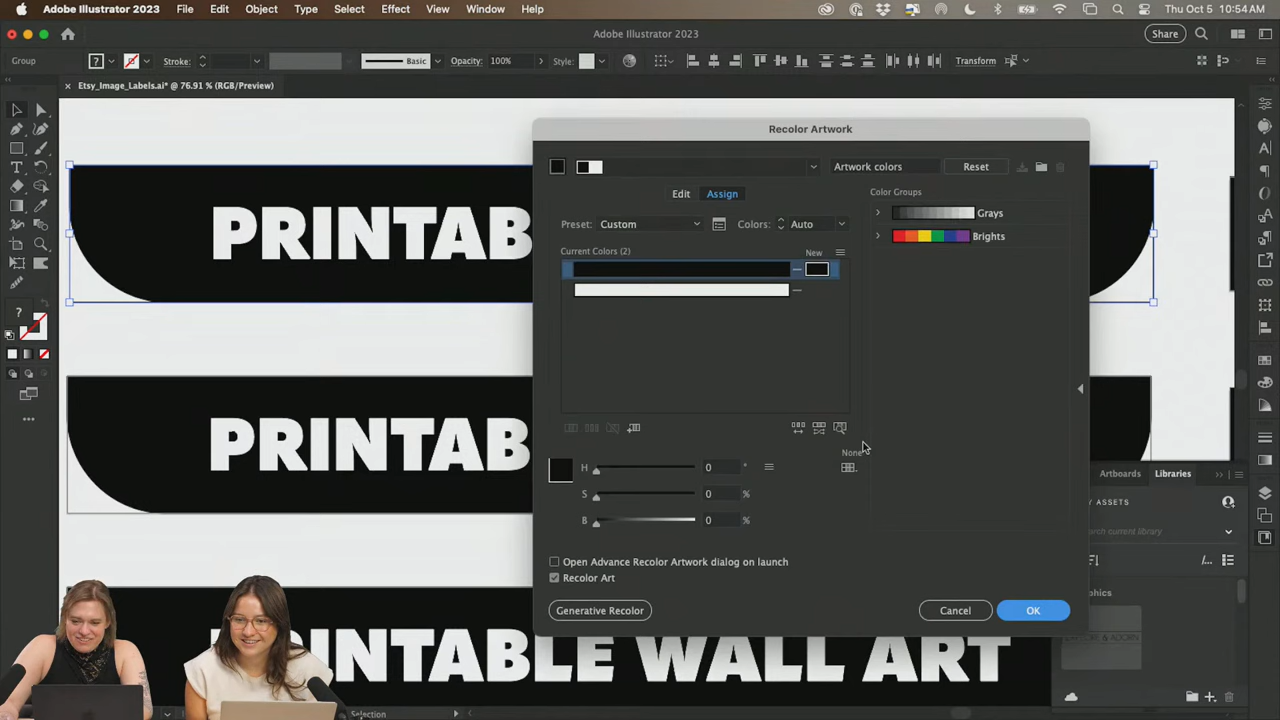 Adobe Illustrator 2023 File Edit Object Type Select Effect View Window Help Thu Oct 5 10:54 AM
Adobe Illustrator 2023 Share
Group ? Stroke: Basic Opacity: 100% Style: Transform
Etsy_Image_Labels.ai* @ 76.91 % (RGB/Preview)
Recolor Artwork
Artwork colors Reset
Edit Assign
Color Groups
Grays
Brights
Preset: Custom Colors: Auto
Current Colors (2) New
PRINTAB
PRINTAB
PRINTABLE WALL ART
None
H 0 °
S 0 %
B 0 %
Open Advance Recolor Artwork dialog on launch
Recolor Art
Generative Recolor Cancel OK
Artboards Libraries
ASSETS
Search current library
Selection